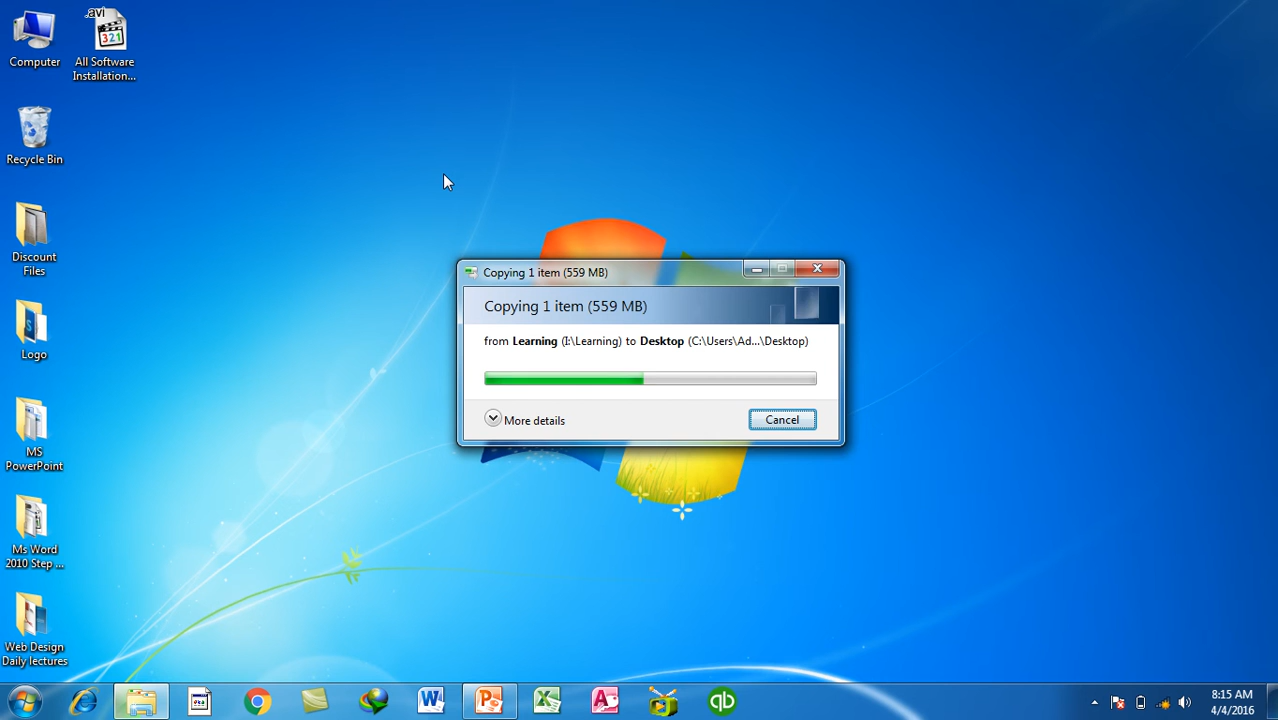 Computer
.avi
321
All Software
Installation...
Recycle Bin
Discount
Files
Logo
MS
PowerPoint
Ms Word
2010 Step ...
Web Design
Daily lectures
Copying 1 item (559 MB)
Copying 1 item (559 MB)
from Learning (I:\Learning) to Desktop (C:\Users\Ad...\Desktop)
More details
Cancel
8:15 AM
4/4/2016